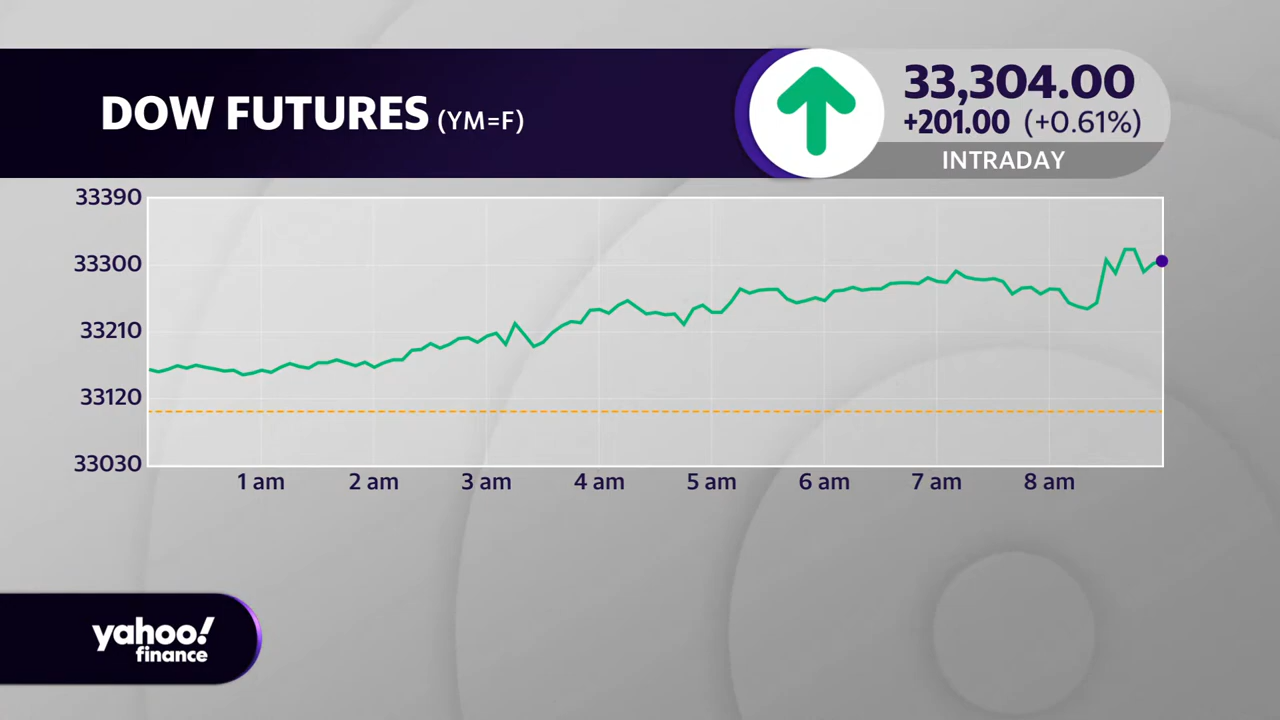 DOW FUTURES (YM=F)
33,304.00
+201.00 (+0.61%)
INTRADAY
33390
33300
33210
33120
33030
1 am 2 am 3 am 4 am 5 am 6 am 7 am 8 am
yahoo!
finance